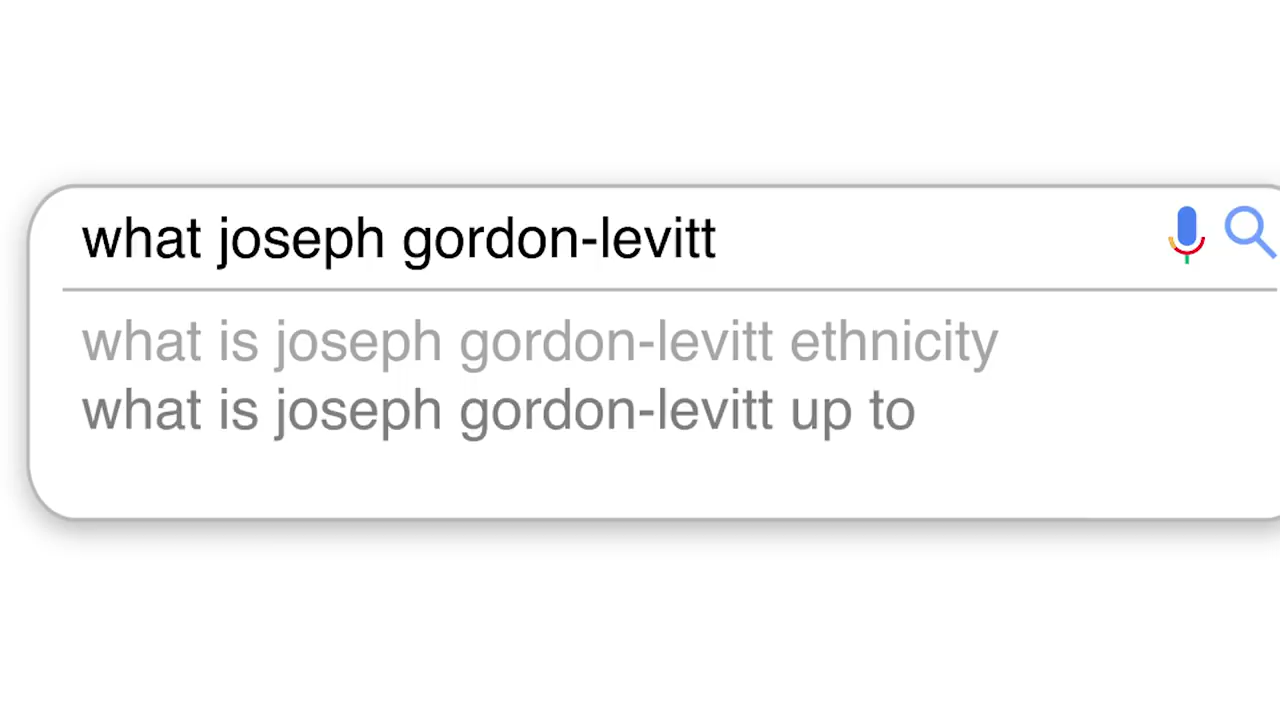 what joseph gordon-levitt
what is joseph gordon-levitt ethnicity
what is joseph gordon-levitt up to